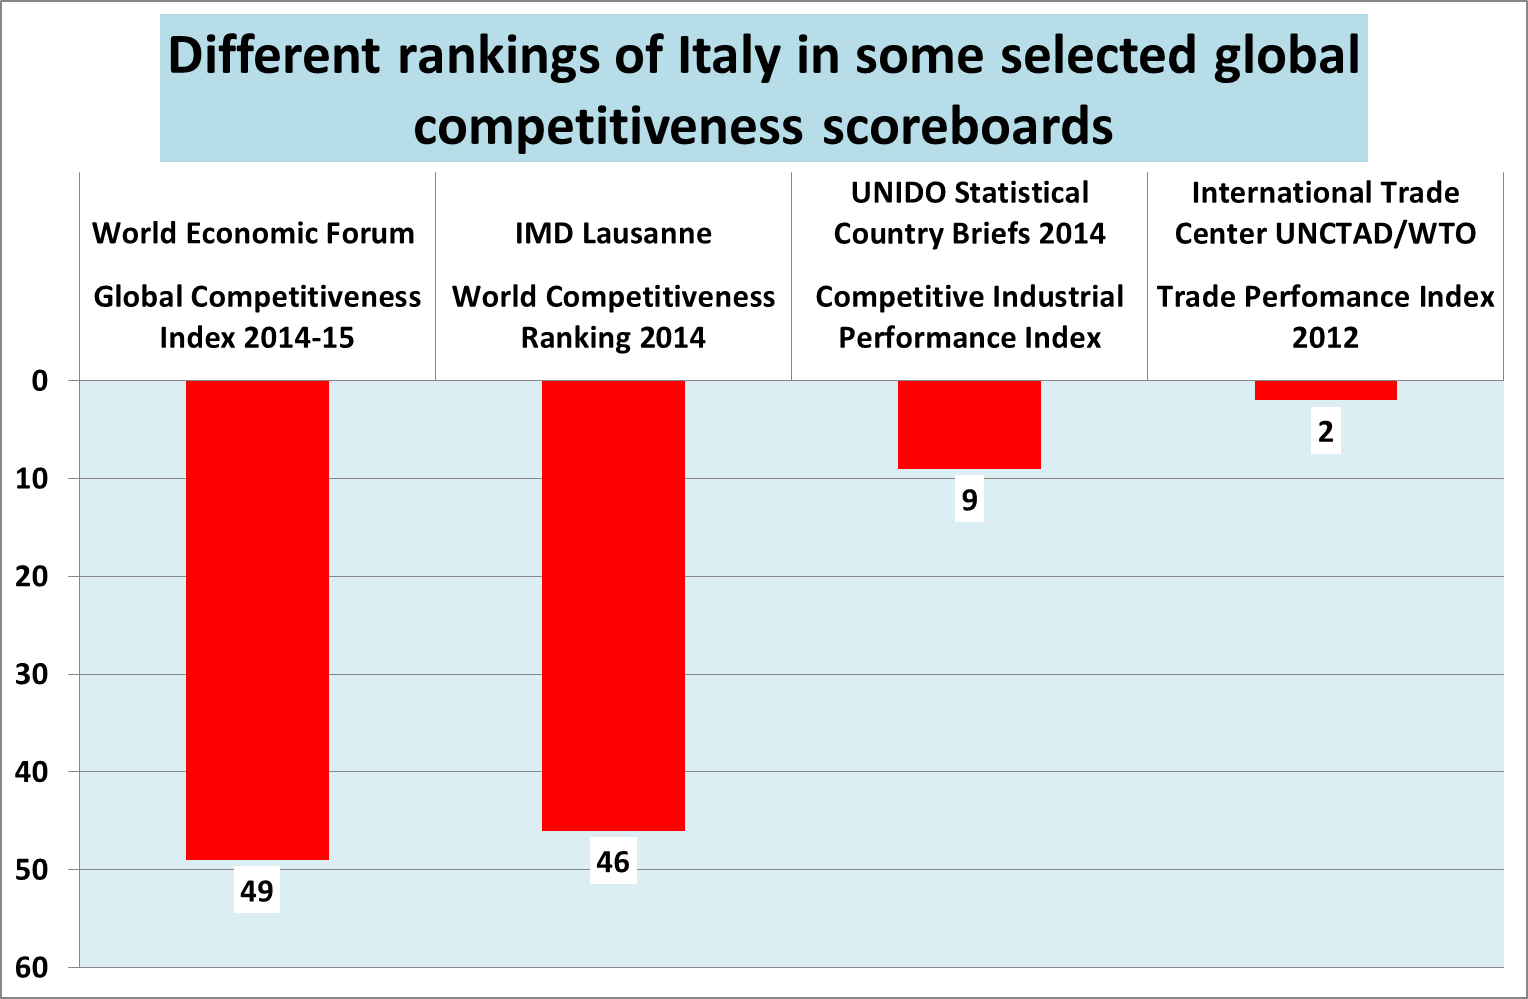 Different rankings of Italy in some selected global
competitiveness scoreboards
World Economic Forum
Global Competitiveness
Index 2014-15
IMD Lausanne
World Competitiveness
Ranking 2014
UNIDO Statistical
Country Briefs 2014
Competitive Industrial
Performance Index
International Trade
Center UNCTAD/WTO
Trade Perfomance Index
2012
0
10
20
30
40
50
60
49
46
9
2